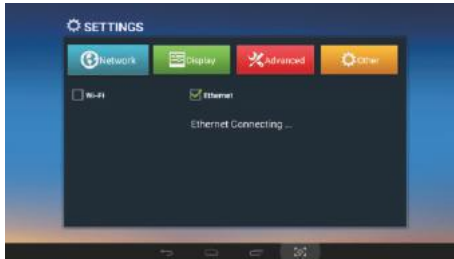 SETTINGS
Network Display Advanced Other
Wi-Fi Ethernet
Ethernet Connecting ...